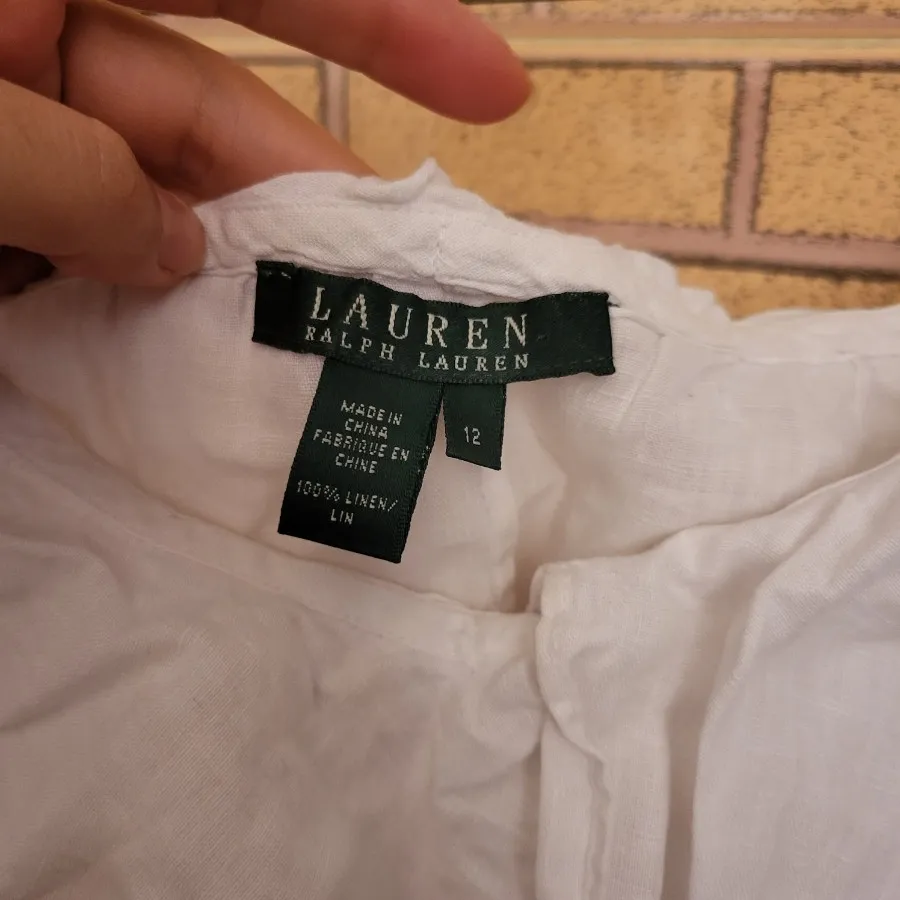 LAUREN
RALPH LAUREN
MADE IN
CHINA
FABRIQUE EN
CHINE
100% LINEN/
LIN
12